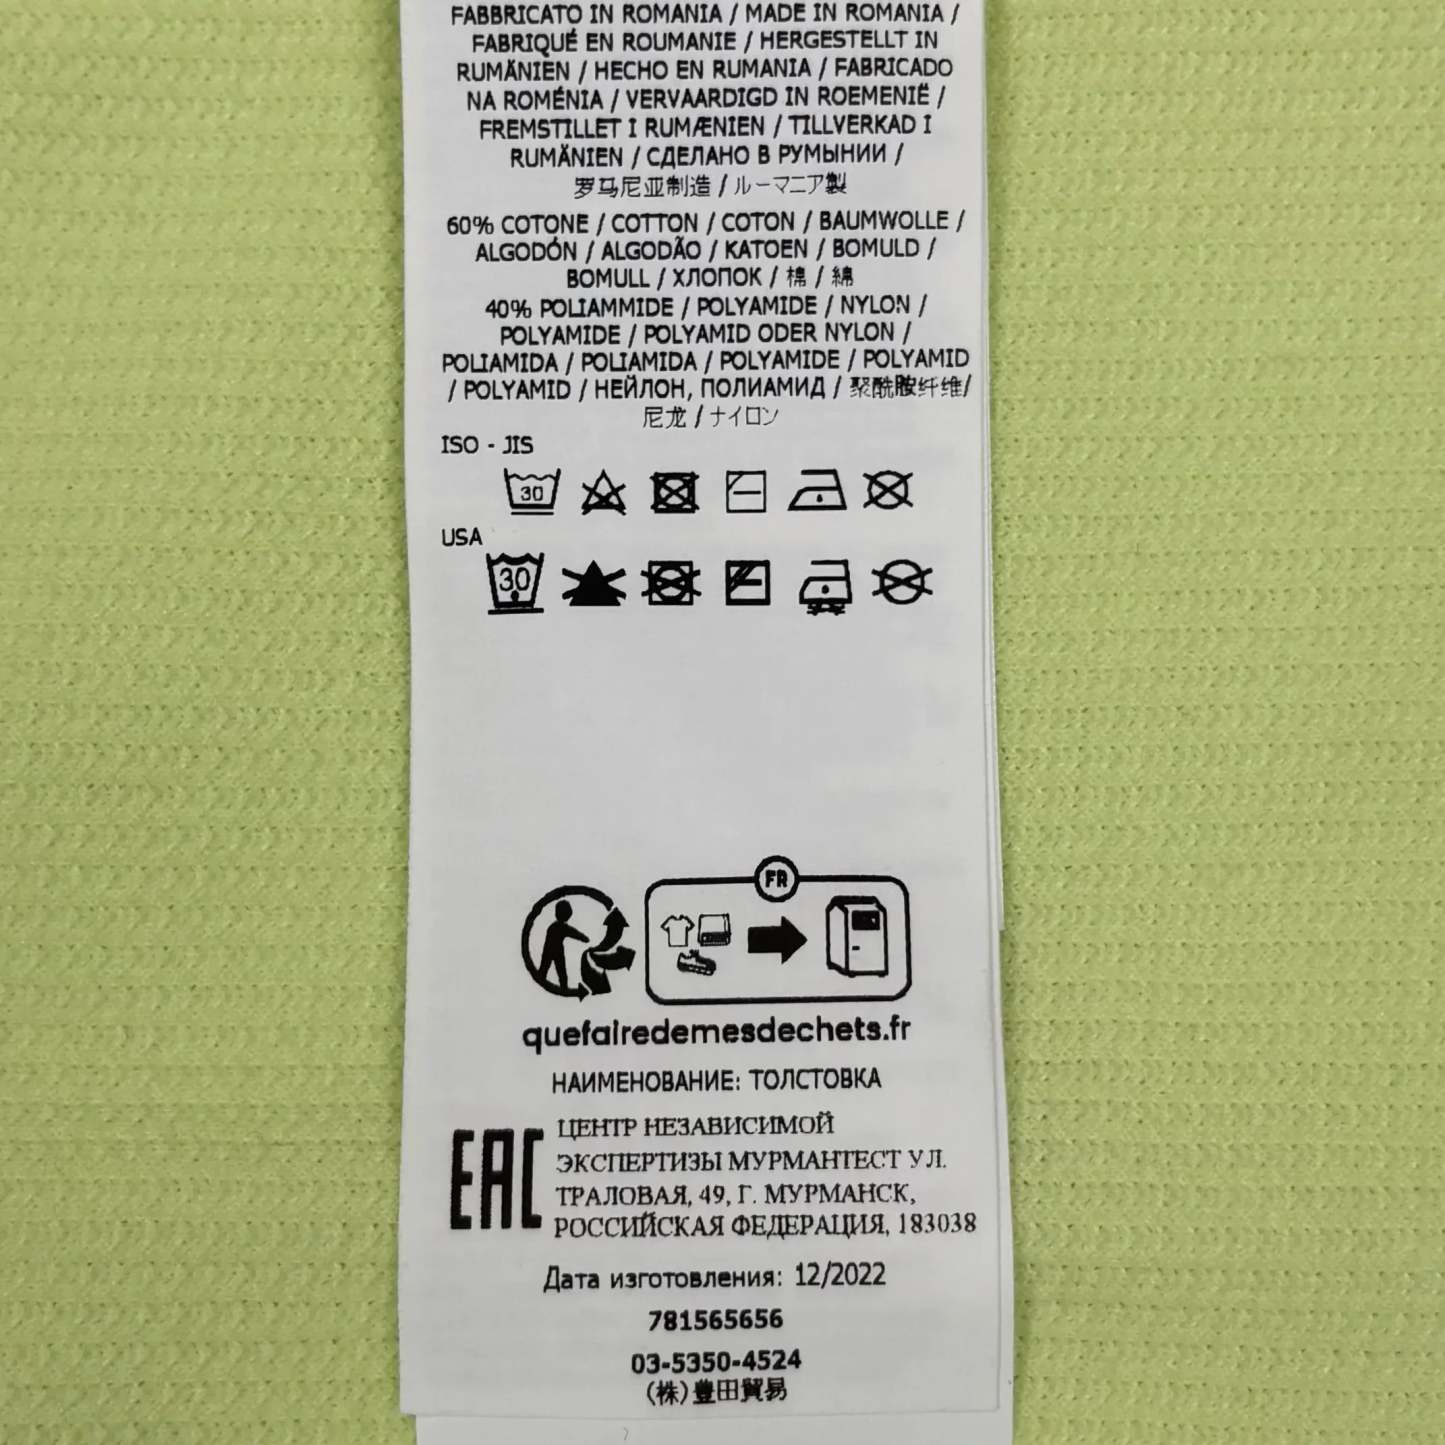 FABBRICATO IN ROMANIA / MADE IN ROMANIA /
FABRIQUÉ EN ROUMANIE / HERGESTELLT IN
RUMÄNIEN / HECHO EN RUMANIA / FABRICADO
NA ROMÉNIA / VERVAARDIGD IN ROEMENIË /
FREMSTILLET I RUMÆNIEN / TILLVERKAD I
RUMÄNIEN / СДЕЛАНО В РУМЫНИИ /
罗马尼亚制造 / ルーマニア製
60% COTONE / COTTON / COTON / BAUMWOLLE /
ALGODÓN / ALGODÃO / KATOEN / BOMULD /
BOMULL / ХЛОПОК / 棉 / 綿
40% POLIAMMIDE / POLYAMIDE / NYLON /
POLYAMIDE / POLYAMID ODER NYLON /
POLIAMIDA / POLIAMIDA / POLYAMIDE / POLYAMID
/ POLYAMID / НЕЙЛОН, ПОЛИАМИД / 聚酰胺纤维/
尼龙 / ナイロン
ISO - JIS
30
USA
30
FR
quefairedemesdechets.fr
НАИМЕНОВАНИЕ: ТОЛСТОВКА
EAC
ЦЕНТР НЕЗАВИСИМОЙ
ЭКСПЕРТИЗЫ МУРМАНТЕСТ УЛ.
ТРАЛОВАЯ, 49, Г. МУРМАНСК,
РОССИЙСКАЯ ФЕДЕРАЦИЯ, 183038
Дата изготовления: 12/2022
781565656
03-5350-4524
(株)豊田貿易